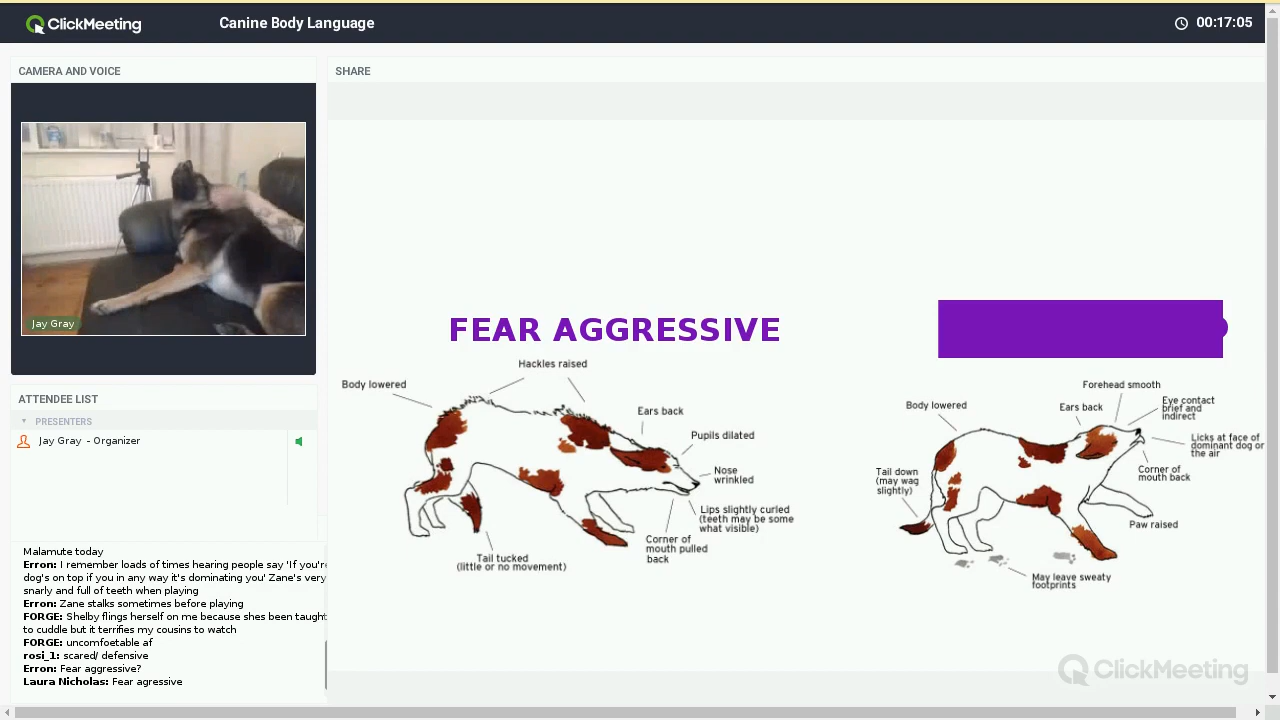 ClickMeeting
Canine Body Language
00:17:05
CAMERA AND VOICE
SHARE
Jay Gray
ATTENDEE LIST
PRESENTERS
Jay Gray - Organizer
Malamute today
Erron: I remember loads of times hearing people say 'If you're
dog's on top if you in any way it's dominating you' Zane's very
snarly and full of teeth when playing
Erron: Zane stalks sometimes before playing
FORGE: Shelby flings herself on me because shes been taught
to cuddle but it terrifies my cousins to watch
FORGE: uncomfoetable af
rosi_1: scared/ defensive
Erron: Fear aggressive?
Laura Nicholas: Fear agressive
FEAR AGGRESSIVE
Hackles raised
Body lowered
Ears back
Pupils dilated
Nose
wrinkled
Lips slightly curled
(teeth may be some
what visible)
Corner of
mouth pulled
back
Tail tucked
(little or no movement)
Forehead smooth
Body lowered
Ears back
Eye contact
brief and
indirect
Licks at face of
dominant dog or
the air
Corner of
mouth back
Tail down
(may wag
slightly)
Paw raised
May leave sweaty
footprints
ClickMeeting